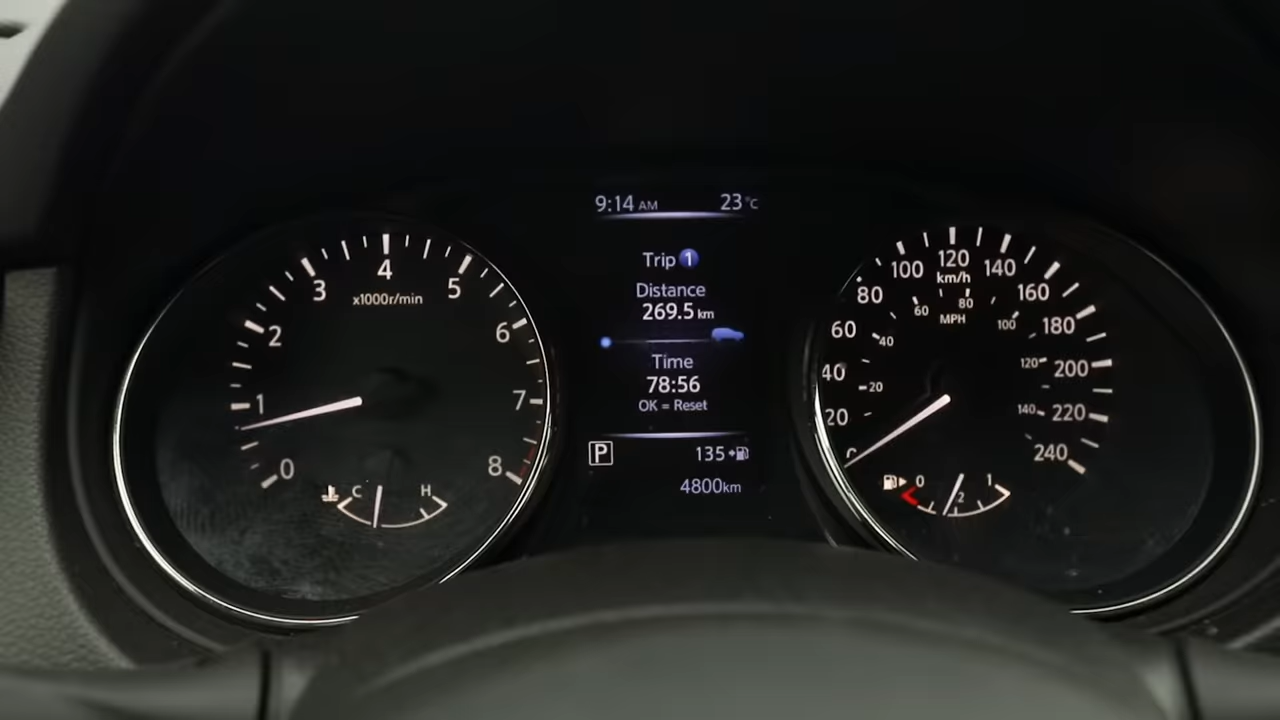 9:14 AM 23°C
Trip 1
Distance
269.5 km
Time
78:56
OK = Reset
P 135
4800km
0
1
2
3
4
5
6
7
8
x1000r/min
C H
20
40
60
80
100
120
140
160
180
200
220
240
km/h
20
40
60
80
100
120
140
MPH
0 1